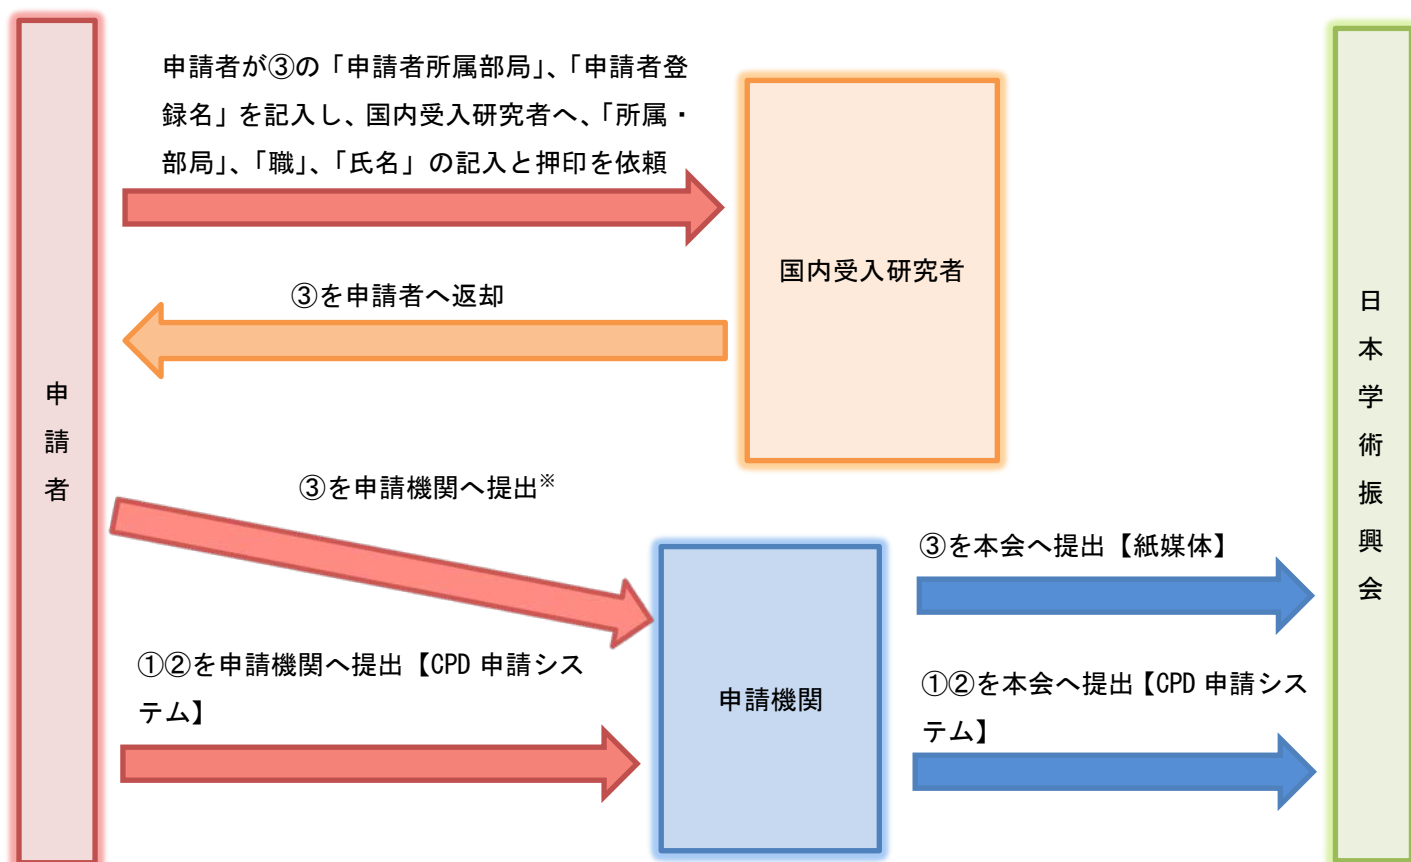 申請者が③の「申請者所属部局」、「申請者登
録名」を記入し、国内受入研究者へ、「所属・
部局」、「職」、「氏名」の記入と押印を依頼
国内受入研究者
③を申請者へ返却
申請者
日本学術振興会
③を申請機関へ提出※
③を本会へ提出【紙媒体】
①②を申請機関へ提出【CPD 申請シス
テム】
申請機関
①②を本会へ提出【CPD 申請シス
テム】